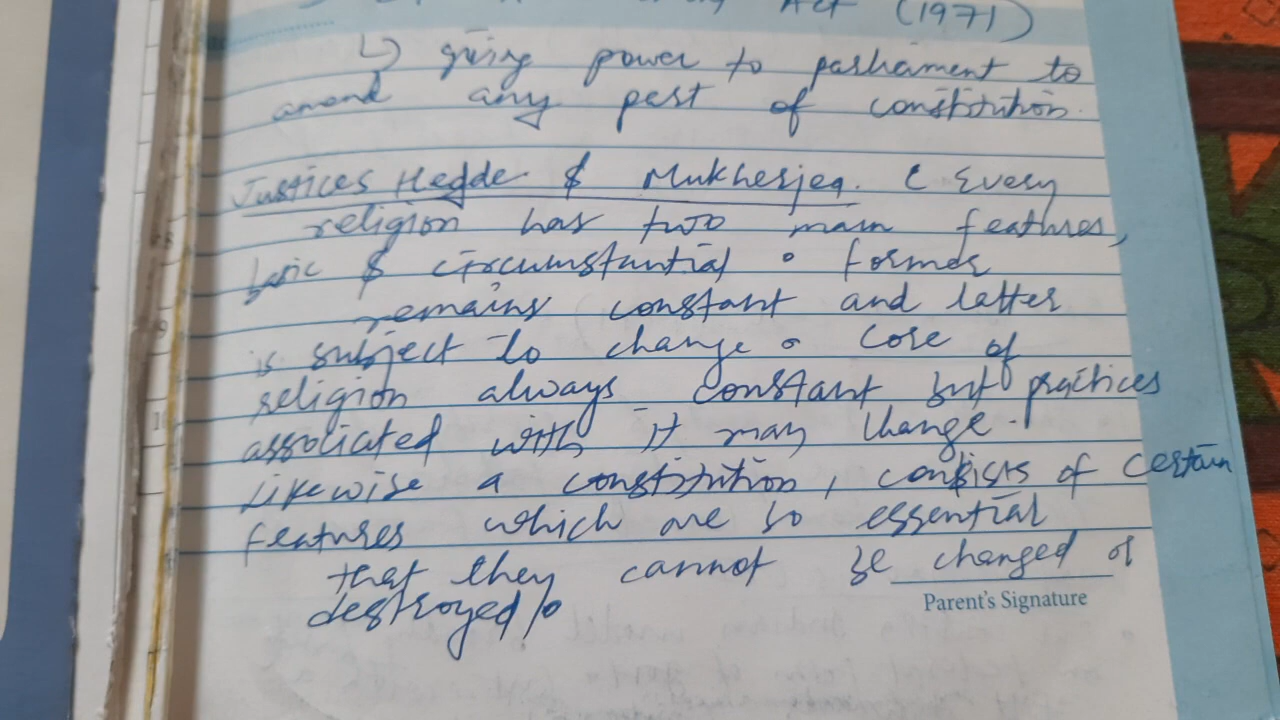 Act (1971)
↳ giving power to parliament to
amend any part of constitution.
Justices Hegde & Mukherjea. ( Every
religion has two main features,
basic & circumstantial. former
remains constant and latter
is subject to change. Core of
religion always constant but practices
associated with it may change.
Likewise a constitution, consists of certain
features which are so essential
that they cannot be changed or
destroyed
Parent's Signature